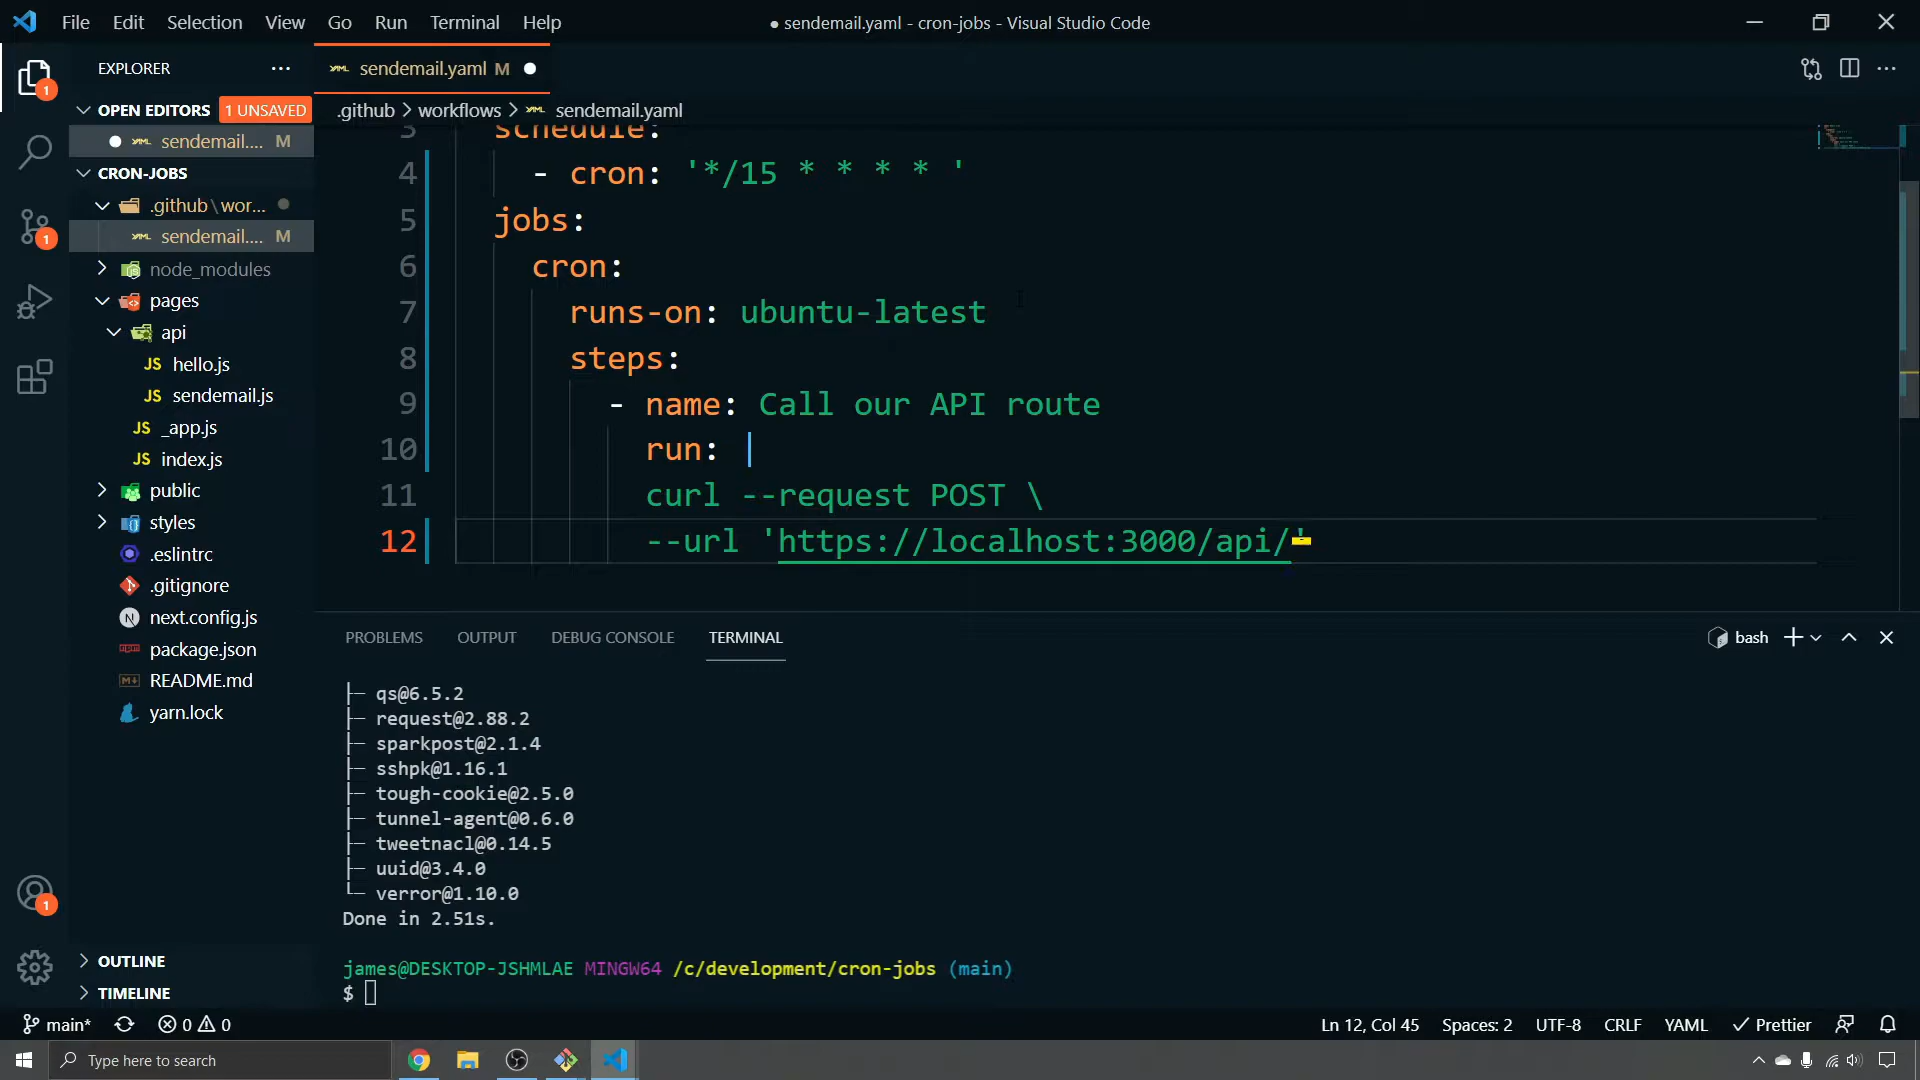 File Edit Selection View Go Run Terminal Help
● sendemail.yaml - cron-jobs - Visual Studio Code
EXPLORER
sendemail.yaml M
OPEN EDITORS 1 UNSAVED
.github > workflows > sendemail.yaml
sendemail.... M
CRON-JOBS
.github\wor...
sendemail.... M
node_modules
pages
api
hello.js
sendemail.js
_app.js
index.js
public
styles
.eslintrc
.gitignore
next.config.js
package.json
README.md
yarn.lock
OUTLINE
TIMELINE
3 schedule:
4 - cron: '*/15 * * * * '
5 jobs:
6 cron:
7 runs-on: ubuntu-latest
8 steps:
9 - name: Call our API route
10 run: |
11 curl --request POST \
12 --url 'https://localhost:3000/api/'
PROBLEMS OUTPUT DEBUG CONSOLE TERMINAL
bash
├─ qs@6.5.2
├─ request@2.88.2
├─ sparkpost@2.1.4
├─ sshpk@1.16.1
├─ tough-cookie@2.5.0
├─ tunnel-agent@0.6.0
├─ tweetnacl@0.14.5
├─ uuid@3.4.0
└─ verror@1.10.0
Done in 2.51s.
james@DESKTOP-JSHMLAE MINGW64 /c/development/cron-jobs (main)
$
main* 0 0 Ln 12, Col 45 Spaces: 2 UTF-8 CRLF YAML Prettier
Type here to search